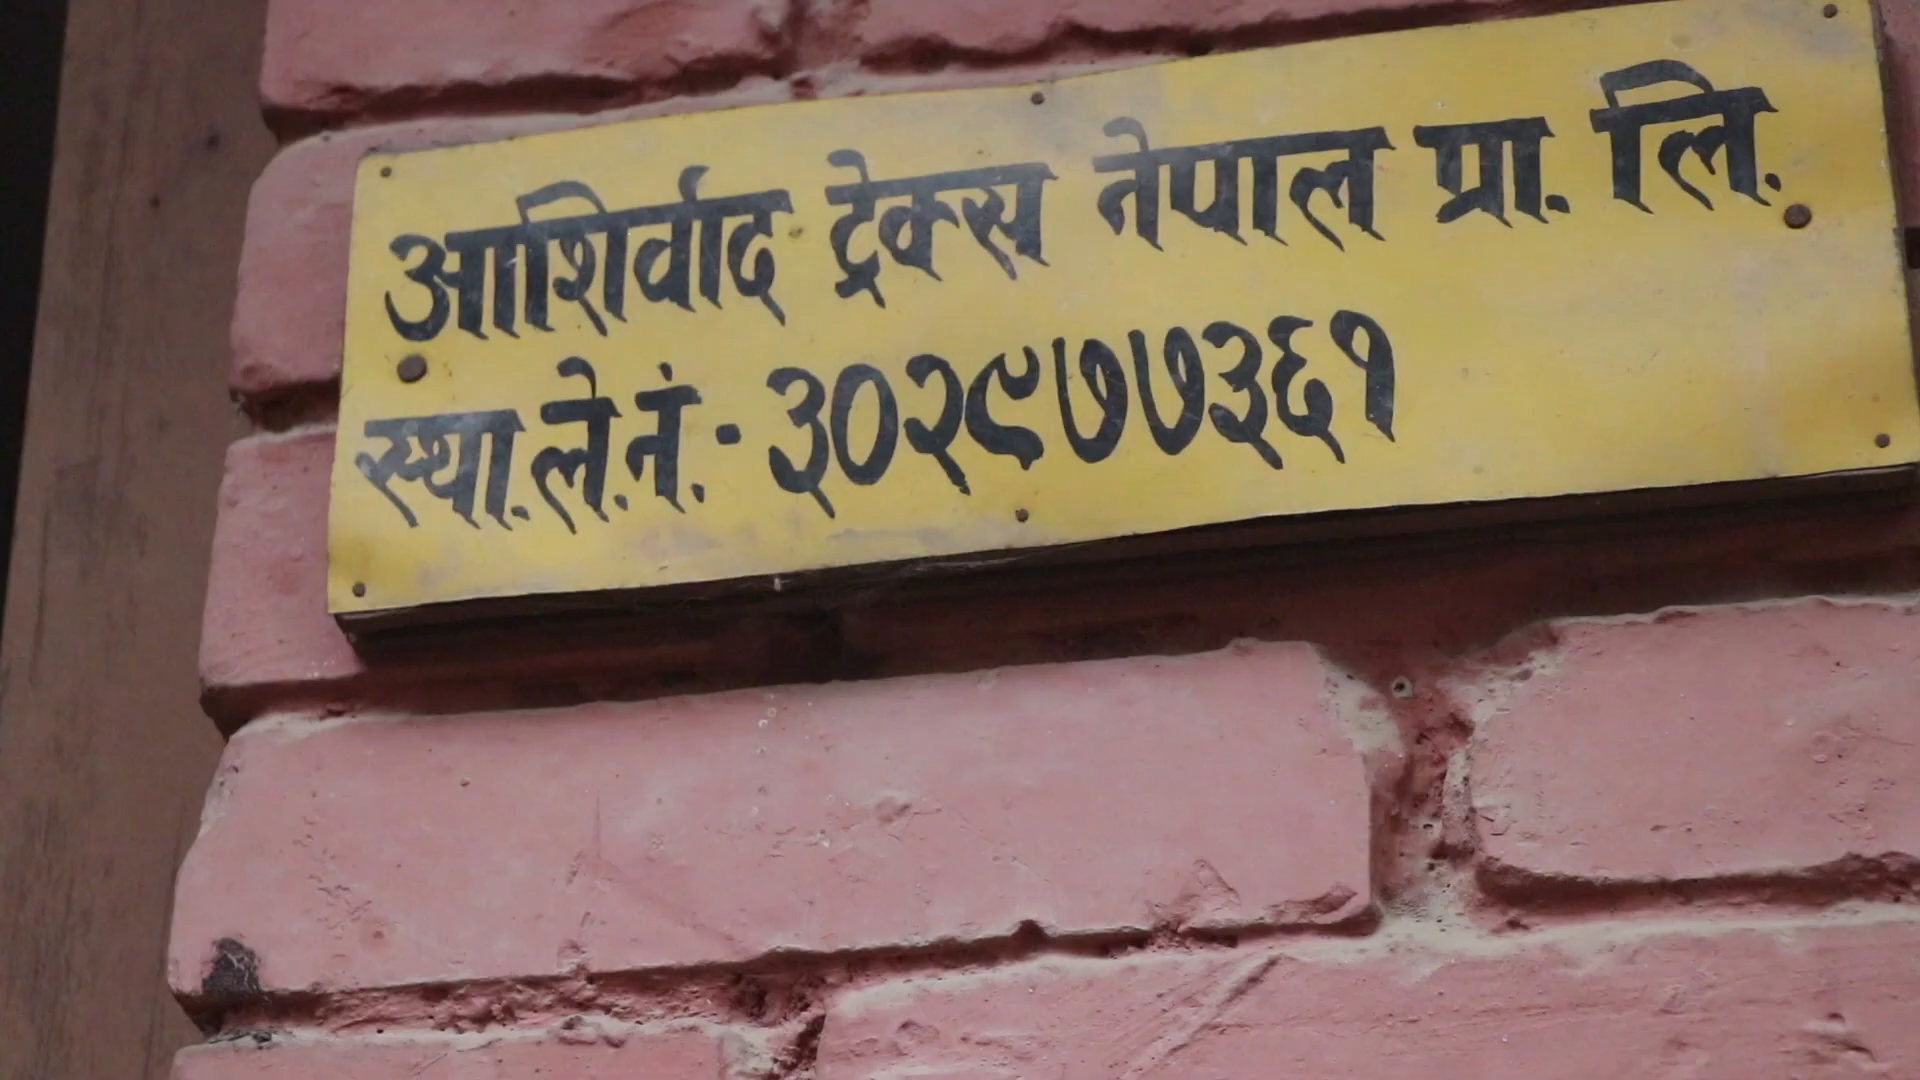 आशिर्वाद ट्रेक्स नेपाल प्रा. लि.
स्था.ले.नं.- ३०२९७७३६१